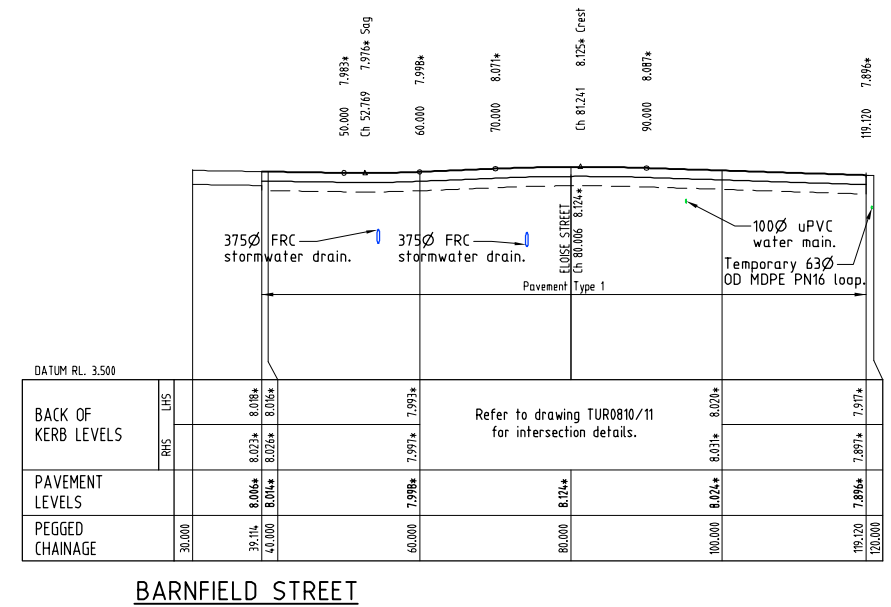 50.000 7.983*
Ch 52.769 7.976* Sag
60.000 7.998*
70.000 8.071*
Ch 81.241 8.125* Crest
90.000 8.087*
119.120 7.896*
375Ø FRC
stormwater drain.
375Ø FRC
stormwater drain.
ELOISE STREET
Ch 80.006 8.124*
100Ø uPVC
water main.
Temporary 63Ø
OD MDPE PN16 loop.
Pavement Type 1
DATUM RL. 3.500
BACK OF
KERB LEVELS
LHS
8.018*
8.016*
7.993*
8.020*
7.917*
Refer to drawing TUR0810/11
for intersection details.
RHS
8.023*
8.026*
7.997*
8.031*
7.897*
PAVEMENT
LEVELS
8.006*
8.014*
7.998*
8.124*
8.024*
7.896*
PEGGED
CHAINAGE
30.000
39.114
40.000
60.000
80.000
100.000
119.120
120.000
BARNFIELD STREET